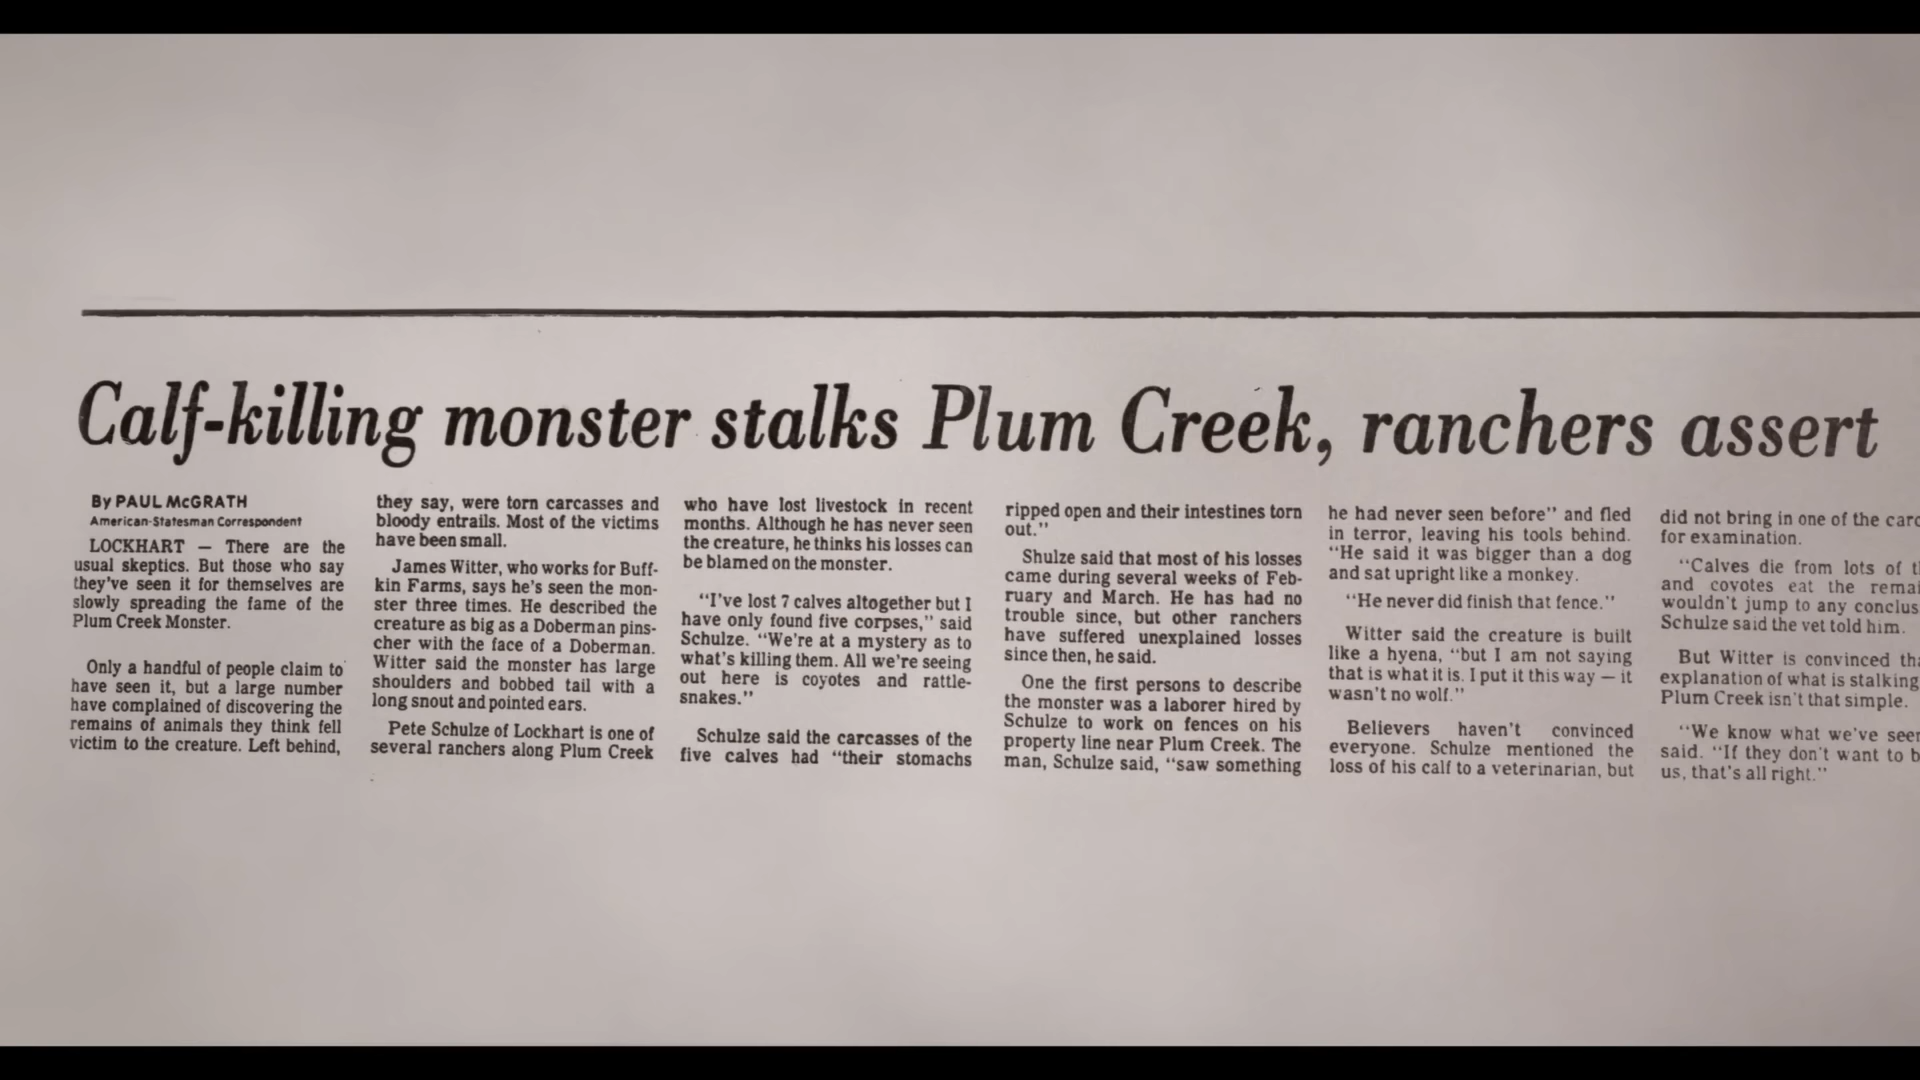 Calf-killing monster stalks Plum Creek, ranchers assert
By PAUL McGRATH
American-Statesman Correspondent
LOCKHART — There are the
usual skeptics. But those who say
they've seen it for themselves are
slowly spreading the fame of the
Plum Creek Monster.
Only a handful of people claim to
have seen it, but a large number
have complained of discovering the
remains of animals they think fell
victim to the creature. Left behind,
they say, were torn carcasses and
bloody entrails. Most of the victims
have been small.
James Witter, who works for Buff-
kin Farms, says he's seen the mon-
ster three times. He described the
creature as big as a Doberman pins-
cher with the face of a Doberman.
Witter said the monster has large
shoulders and bobbed tail with a
long snout and pointed ears.
Pete Schulze of Lockhart is one of
several ranchers along Plum Creek
who have lost livestock in recent
months. Although he has never seen
the creature, he thinks his losses can
be blamed on the monster.
"I've lost 7 calves altogether but I
have only found five corpses," said
Schulze. "We're at a mystery as to
what's killing them. All we're seeing
out here is coyotes and rattle-
snakes."
Schulze said the carcasses of the
five calves had "their stomachs
ripped open and their intestines torn
out."
Shulze said that most of his losses
came during several weeks of Feb-
ruary and March. He has had no
trouble since, but other ranchers
have suffered unexplained losses
since then, he said.
One the first persons to describe
the monster was a laborer hired by
Schulze to work on fences on his
property line near Plum Creek. The
man, Schulze said, "saw something
he had never seen before" and fled
in terror, leaving his tools behind.
"He said it was bigger than a dog
and sat upright like a monkey.
"He never did finish that fence."
Witter said the creature is built
like a hyena, "but I am not saying
that is what it is. I put it this way — it
wasn't no wolf."
Believers haven't convinced
everyone. Schulze mentioned the
loss of his calf to a veterinarian, but
did not bring in one of the
for examination.
"Calves die from lots of
and coyotes eat the
wouldn't jump to any
Schulze said the vet told him.
But Witter is convinced
explanation of what is stalking
Plum Creek isn't that simple.
"We know what we've
said. "If they don't want to
us, that's all right."